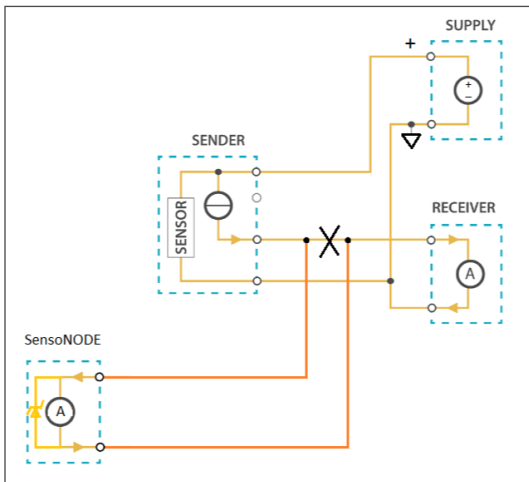 SUPPLY
+
+
−
SENDER
SENSOR
RECEIVER
A
SensoNODE
A